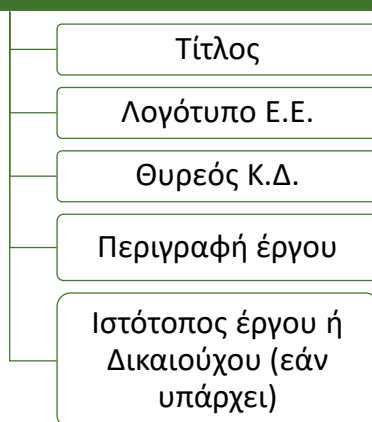 Τίτλος
Λογότυπο Ε.Ε.
Θυρεός Κ.Δ.
Περιγραφή έργου
Ιστότοπος έργου ή
Δικαιούχου (εάν
υπάρχει)